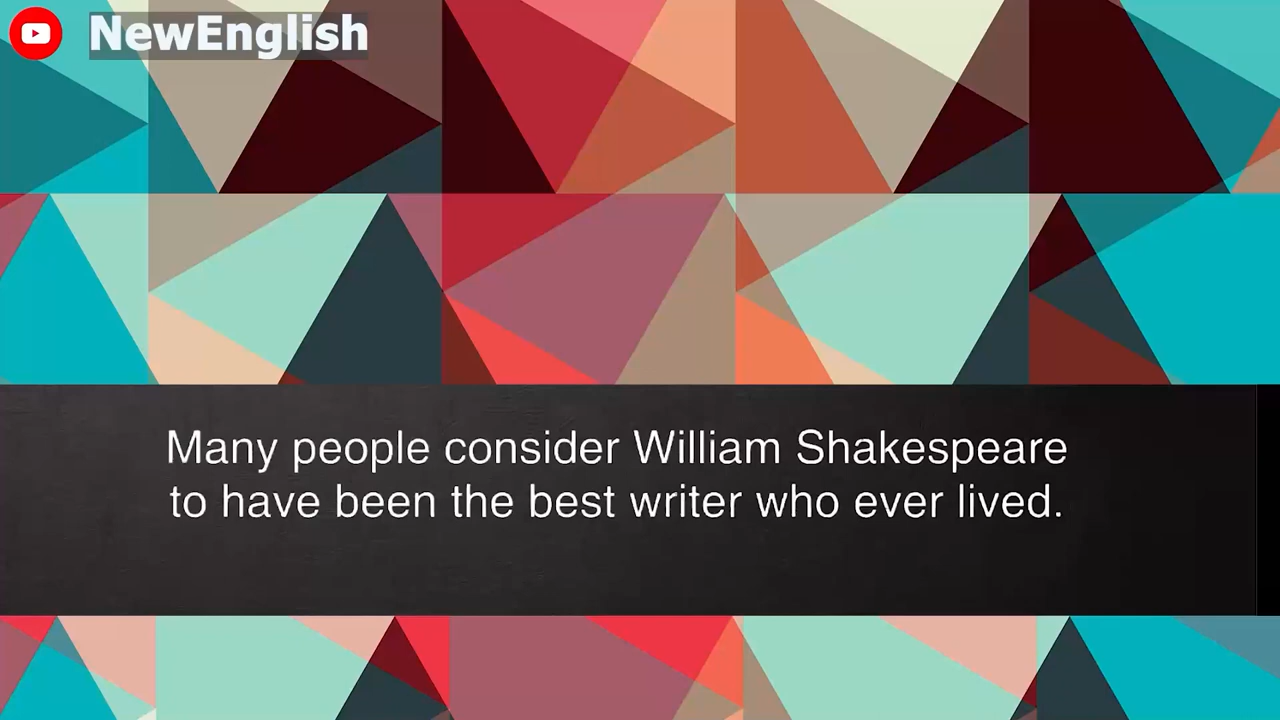 NewEnglish
Many people consider William Shakespeare
to have been the best writer who ever lived.